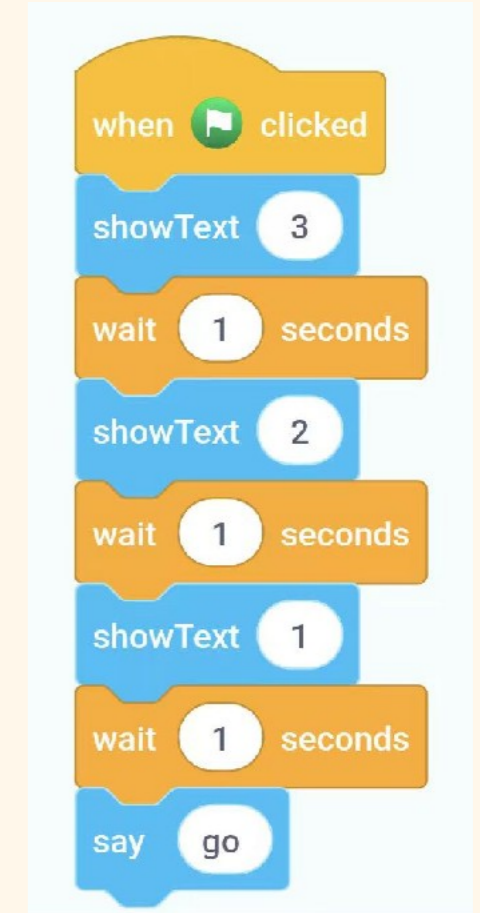 when clicked
showText 3
wait 1 seconds
showText 2
wait 1 seconds
showText 1
wait 1 seconds
say go